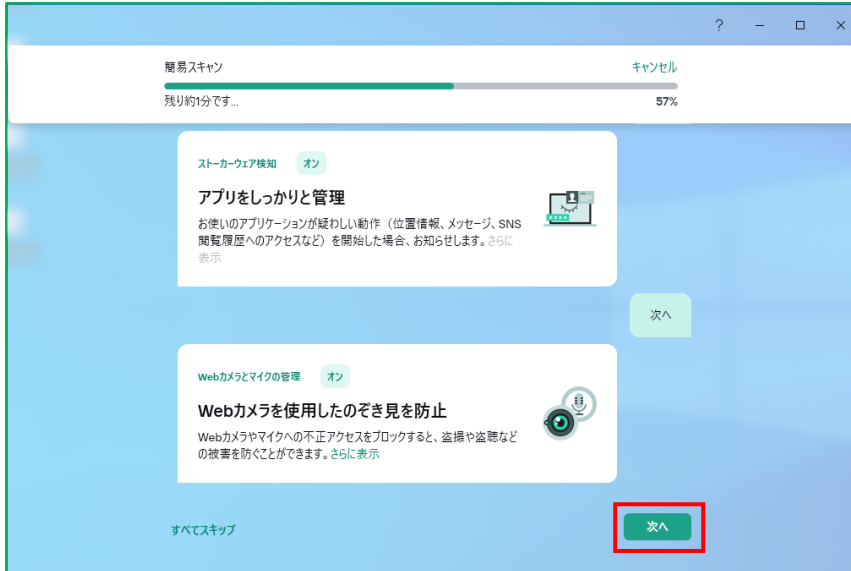 簡易スキャン
キャンセル
残り約1分です...
57%
ストーカーウェア検知 オン
アプリをしっかりと管理
お使いのアプリケーションが疑わしい動作（位置情報、メッセージ、SNS
閲覧履歴へのアクセスなど）を開始した場合、お知らせします。さらに
表示
次へ
Webカメラとマイクの管理 オン
Webカメラを使用したのぞき見を防止
Webカメラやマイクへの不正アクセスをブロックすると、盗撮や盗聴など
の被害を防ぐことができます。さらに表示
すべてスキップ
次へ